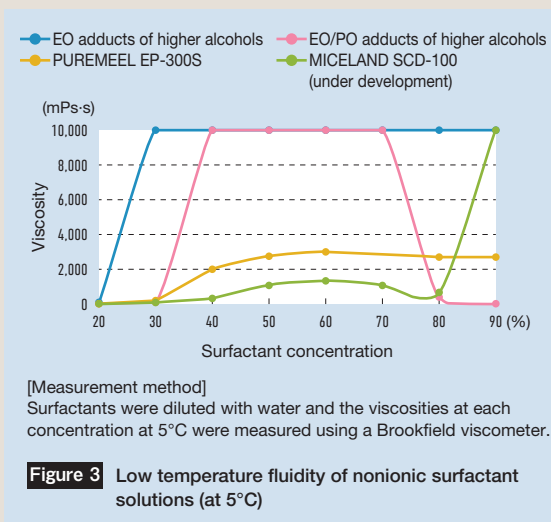 EO adducts of higher alcohols EO/PO adducts of higher alcohols
PUREMEEL EP-300S MICELAND SCD-100
(under development)
(mPs·s)
10,000
8,000
6,000
4,000
2,000
0
Viscosity
20 30 40 50 60 70 80 90 (%)
Surfactant concentration
[Measurement method]
Surfactants were diluted with water and the viscosities at each
concentration at 5°C were measured using a Brookfield viscometer.
Figure 3 Low temperature fluidity of nonionic surfactant
solutions (at 5°C)